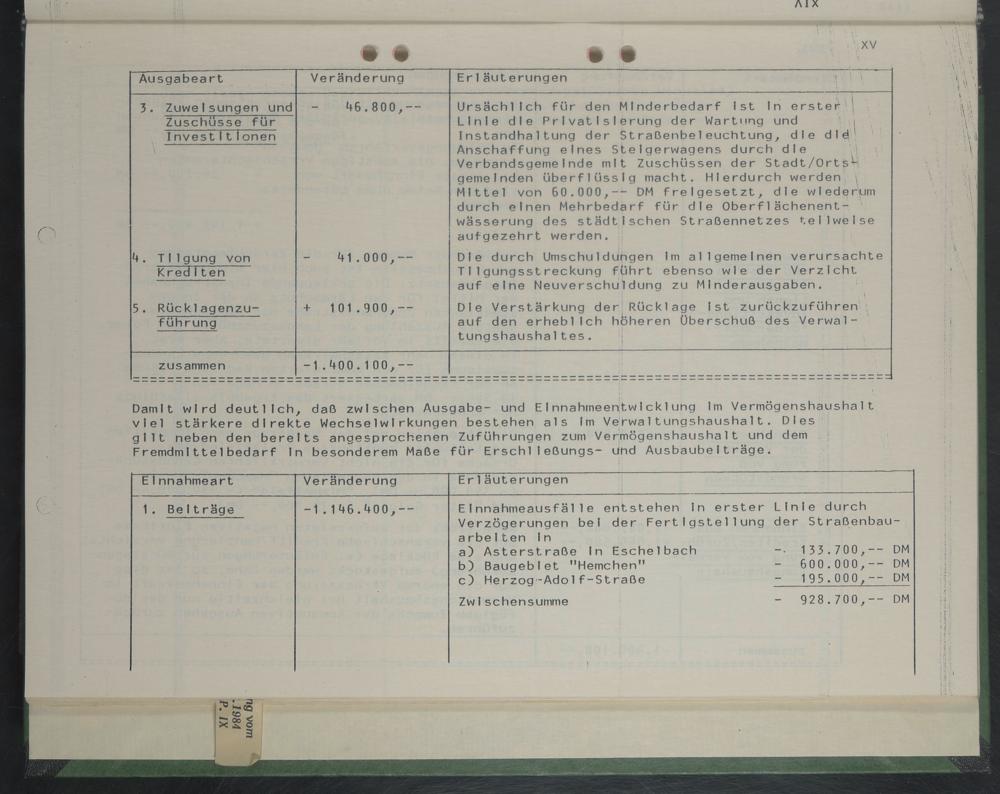 XIV
XV
Ausgabeart Veränderung Erläuterungen
3. Zuweisungen und - 46.800,-- Ursächlich für den Minderbedarf ist in erster
Zuschüsse für Linie die Privatisierung der Wartung und
Investitionen Instandhaltung der Straßenbeleuchtung, die die
Anschaffung eines Steigerwagens durch die
Verbandsgemeinde mit Zuschüssen der Stadt/Orts-
gemeinden überflüssig macht. Hierdurch werden
Mittel von 60.000,-- DM freigesetzt, die wiederum
durch einen Mehrbedarf für die Oberflächenent-
wässerung des städtischen Straßennetzes teilweise
aufgezehrt werden.
4. Tilgung von - 41.000,-- Die durch Umschuldungen im allgemeinen verursachte
Krediten Tilgungsstreckung führt ebenso wie der Verzicht
auf eine Neuverschuldung zu Minderausgaben.
5. Rücklagenzu- + 101.900,-- Die Verstärkung der Rücklage ist zurückzuführen
führung auf den erheblich höheren Überschuß des Verwal-
tungshaushaltes.
zusammen -1.400.100,--
Damit wird deutlich, daß zwischen Ausgabe- und Einnahmeentwicklung im Vermögenshaushalt
viel stärkere direkte Wechselwirkungen bestehen als im Verwaltungshaushalt. Dies
gilt neben den bereits angesprochenen Zuführungen zum Vermögenshaushalt und dem
Fremdmittelbedarf in besonderem Maße für Erschließungs- und Ausbaubeiträge.
Einnahmeart Veränderung Erläuterungen
1. Beiträge -1.146.400,-- Einnahmeausfälle entstehen in erster Linie durch
Verzögerungen bei der Fertigstellung der Straßenbau-
arbeiten in
a) Asterstraße in Eschelbach -. 133.700,-- DM
b) Baugebiet "Hemchen" - 600.000,-- DM
c) Herzog-Adolf-Straße - 195.000,-- DM
Zwischensumme - 928.700,-- DM
ng vom
.1984
P. IX